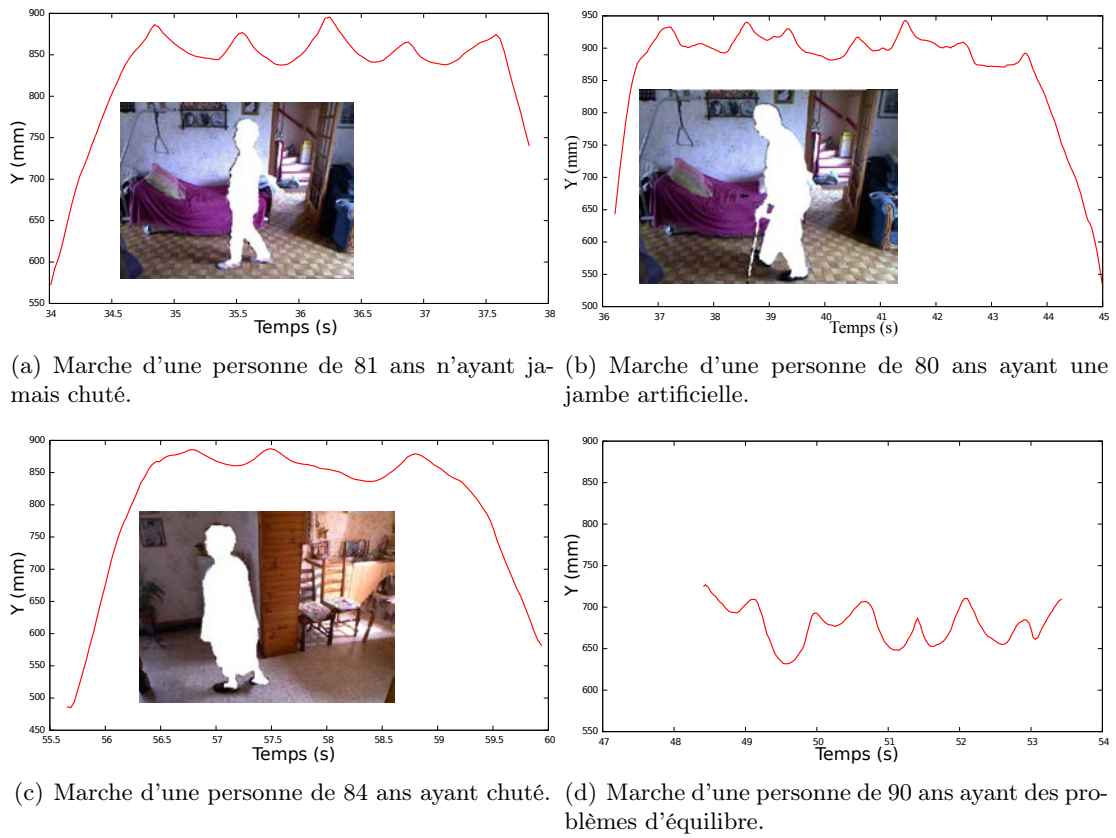 900
850
800
750
700
650
600
550
Y (mm)
34 34.5 35 35.5 36 36.5 37 37.5 38
Temps (s)
950
900
850
800
750
700
650
600
550
500
Y (mm)
36 37 38 39 40 41 42 43 44 45
Temps (s)
(a) Marche d'une personne de 81 ans n'ayant ja-
mais chuté.
(b) Marche d'une personne de 80 ans ayant une
jambe artificielle.
900
850
800
750
700
650
600
550
500
450
Y (mm)
55.5 56 56.5 57 57.5 58 58.5 59 59.5 60
Temps (s)
900
850
800
750
700
650
600
550
Y (mm)
47 48 49 50 51 52 53 54
Temps (s)
(c) Marche d'une personne de 84 ans ayant chuté.
(d) Marche d'une personne de 90 ans ayant des pro-
blèmes d'équilibre.